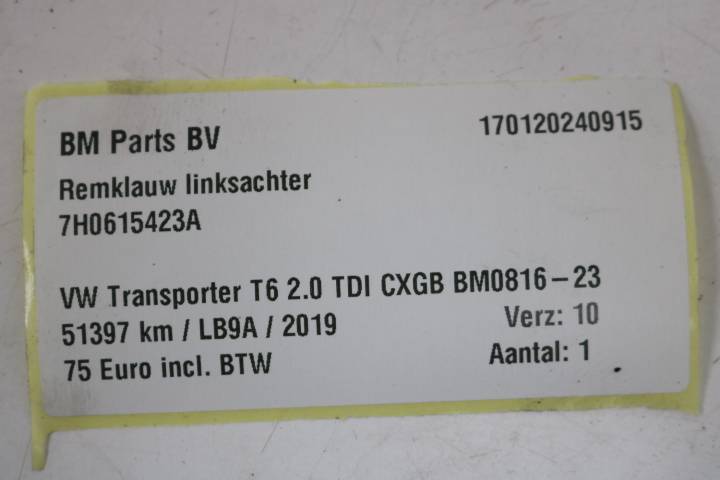 BM Parts BV 170120240915
Remklauw linksachter
7H0615423A
VW Transporter T6 2.0 TDI CXGB BM0816-23
51397 km / LB9A / 2019 Verz: 10
75 Euro incl. BTW Aantal: 1